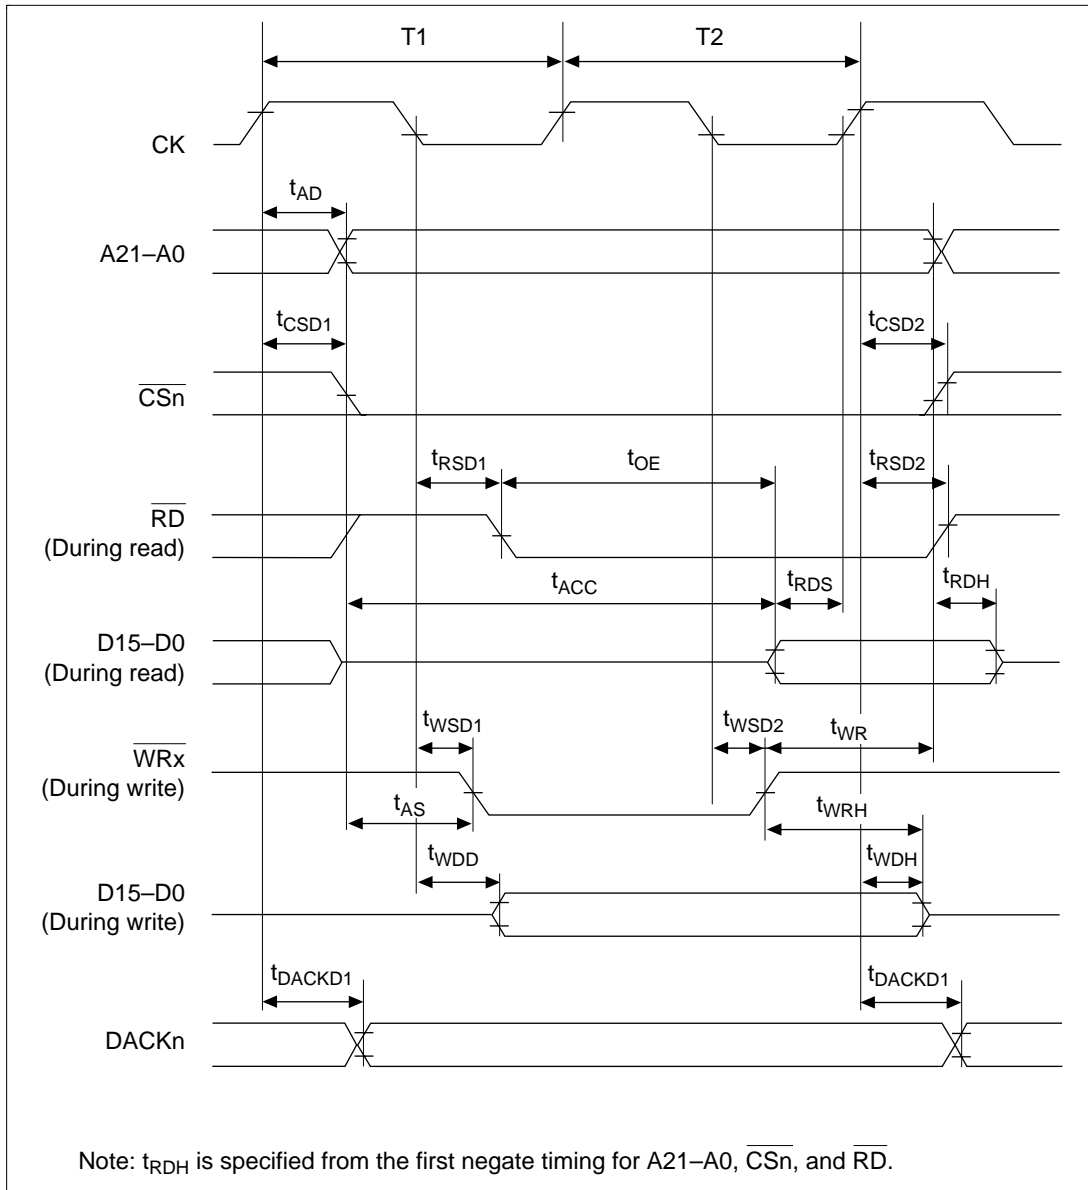 T1 T2
CK
tAD
A21–A0
tCSD1 tCSD2
CSn
tRSD1 tOE tRSD2
RD
(During read)
tACC tRDS tRDH
D15–D0
(During read)
tWSD1 tWSD2 tWR
WRx
(During write)
tAS tWRH
tWDD tWDH
D15–D0
(During write)
tDACKD1 tDACKD1
DACKn
Note: tRDH is specified from the first negate timing for A21–A0, CSn, and RD.